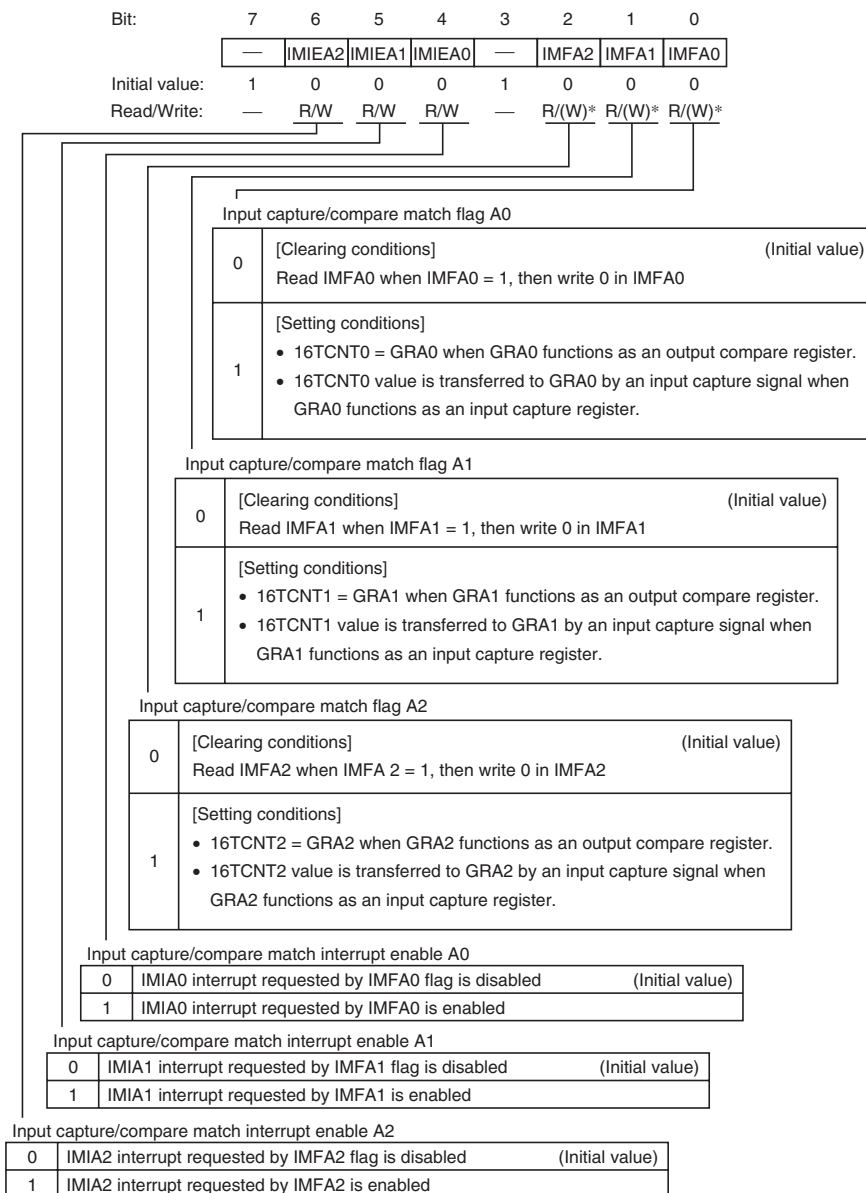 Bit: 7 6 5 4 3 2 1 0
— IMIEA2 IMIEA1 IMIEA0 — IMFA2 IMFA1 IMFA0
Initial value: 1 0 0 0 1 0 0 0
Read/Write: — R/W R/W R/W — R/(W)* R/(W)* R/(W)*
Input capture/compare match flag A0
0 [Clearing conditions] (Initial value)
Read IMFA0 when IMFA0 = 1, then write 0 in IMFA0
1 [Setting conditions]
• 16TCNT0 = GRA0 when GRA0 functions as an output compare register.
• 16TCNT0 value is transferred to GRA0 by an input capture signal when
GRA0 functions as an input capture register.
Input capture/compare match flag A1
0 [Clearing conditions] (Initial value)
Read IMFA1 when IMFA1 = 1, then write 0 in IMFA1
1 [Setting conditions]
• 16TCNT1 = GRA1 when GRA1 functions as an output compare register.
• 16TCNT1 value is transferred to GRA1 by an input capture signal when
GRA1 functions as an input capture register.
Input capture/compare match flag A2
0 [Clearing conditions] (Initial value)
Read IMFA2 when IMFA 2 = 1, then write 0 in IMFA2
1 [Setting conditions]
• 16TCNT2 = GRA2 when GRA2 functions as an output compare register.
• 16TCNT2 value is transferred to GRA2 by an input capture signal when
GRA2 functions as an input capture register.
Input capture/compare match interrupt enable A0
0 IMIA0 interrupt requested by IMFA0 flag is disabled (Initial value)
1 IMIA0 interrupt requested by IMFA0 is enabled
Input capture/compare match interrupt enable A1
0 IMIA1 interrupt requested by IMFA1 flag is disabled (Initial value)
1 IMIA1 interrupt requested by IMFA1 is enabled
Input capture/compare match interrupt enable A2
0 IMIA2 interrupt requested by IMFA2 flag is disabled (Initial value)
1 IMIA2 interrupt requested by IMFA2 is enabled